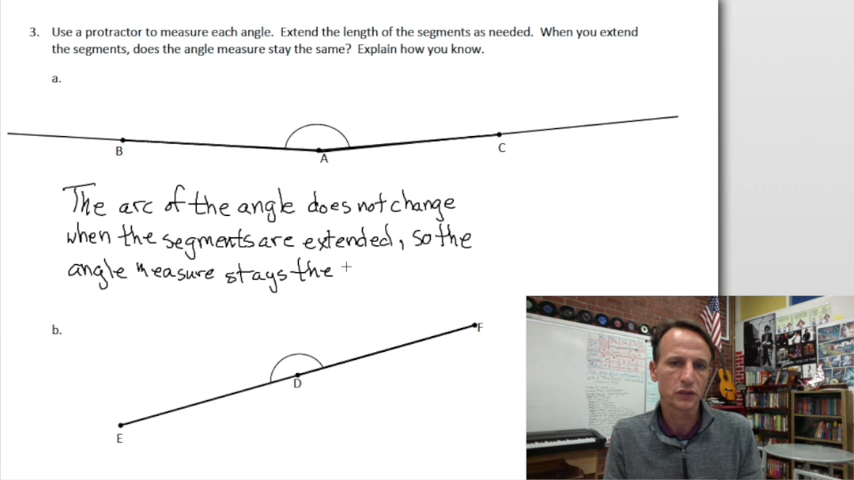 3. Use a protractor to measure each angle. Extend the length of the segments as needed. When you extend
the segments, does the angle measure stay the same? Explain how you know.
a.
B
A
C
The arc of the angle does not change
when the segments are extended, so the
angle measure stays the
b.
F
D
E